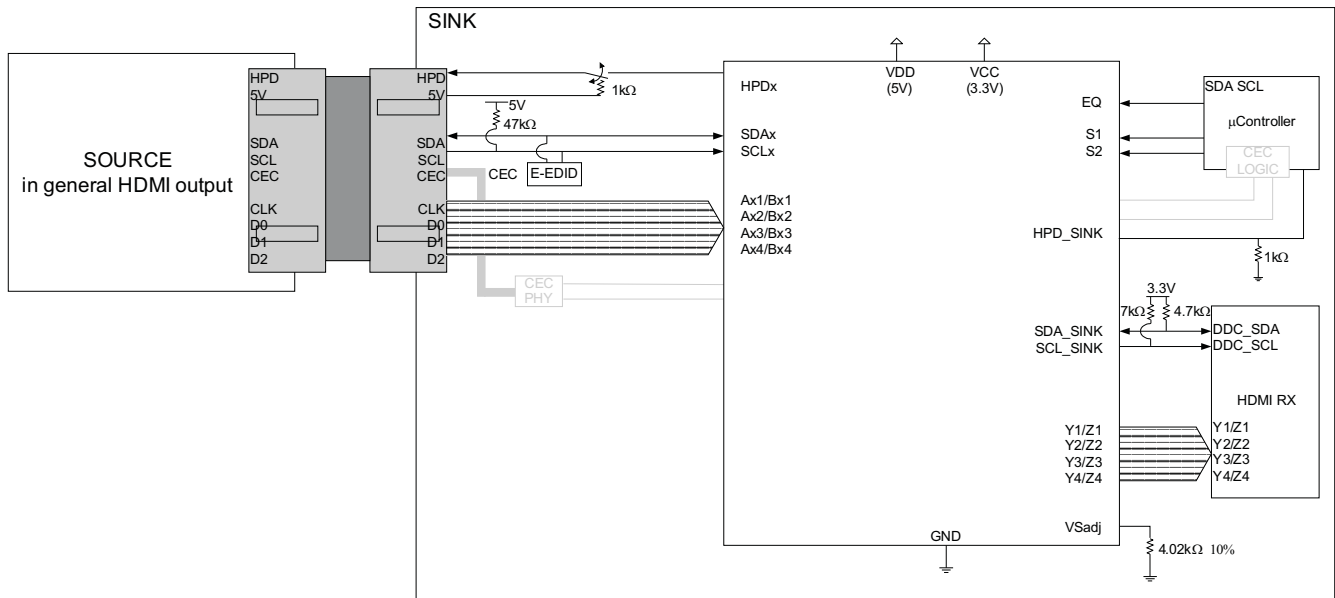 SINK
SOURCE
in general HDMI output
HPD
5V
SDA
SCL
CEC
CLK
D0
D1
D2
HPD
5V
SDA
SCL
CEC
CLK
D0
D1
D2
1kΩ
5V
47kΩ
CEC
E-EDID
CEC
PHY
HPDx
SDAx
SCLx
Ax1/Bx1
Ax2/Bx2
Ax3/Bx3
Ax4/Bx4
VDD
(5V)
VCC
(3.3V)
EQ
S1
S2
HPD_SINK
SDA_SINK
SCL_SINK
Y1/Z1
Y2/Z2
Y3/Z3
Y4/Z4
VSadj
GND
SDA SCL
µController
CEC
LOGIC
1kΩ
3.3V
7kΩ 4.7kΩ
DDC_SDA
DDC_SCL
HDMI RX
Y1/Z1
Y2/Z2
Y3/Z3
Y4/Z4
4.02kΩ 10%